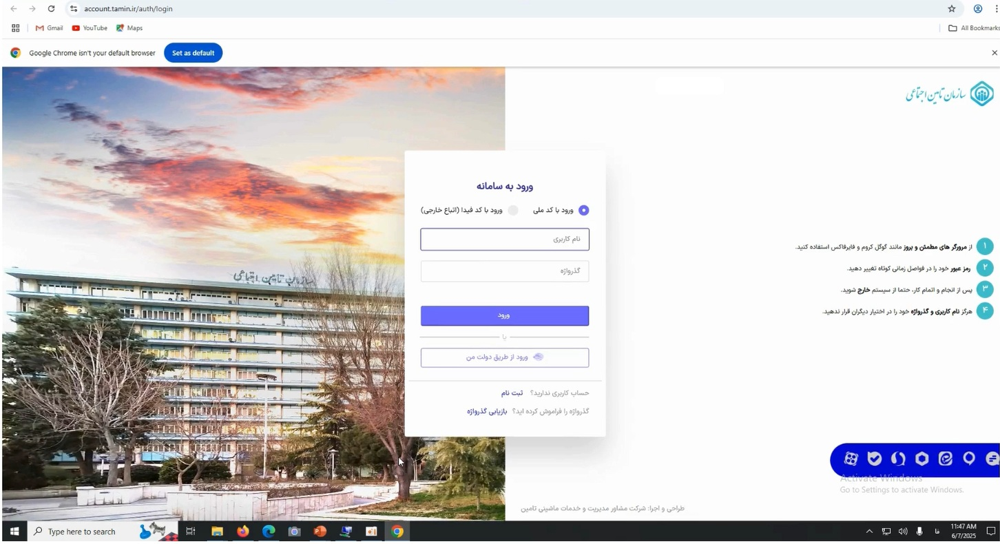 account.tamin.ir/auth/login
Gmail
YouTube
Maps
All Bookmarks
Google Chrome isn't your default browser
Set as default
سازمان تامین اجتماعی
سازمان تأمین اجتماعی
ورود به سامانه
ورود با کد ملی
ورود با کد فیدا (اتباع خارجی)
نام کاربری
گذرواژه
ورود
یا
ورود از طریق دولت من
حساب کاربری ندارید؟ ثبت نام
گذرواژه را فراموش کرده اید؟ بازیابی گذرواژه
۱ از مرورگر های مطمئن و بروز مانند گوگل کروم و فایرفاکس استفاده کنید.
۲ رمز عبور خود را در فواصل زمانی کوتاه تغییر دهید.
۳ پس از انجام و اتمام کار، حتما از سیستم خارج شوید.
۴ هرگز نام کاربری و گذرواژه خود را در اختیار دیگران قرار ندهید.
Activate Windows
Go to Settings to activate Windows.
طراحی و اجرا: شرکت مشاور مدیریت و خدمات ماشینی تامین
Type here to search
فا
11:47 AM
6/7/2025